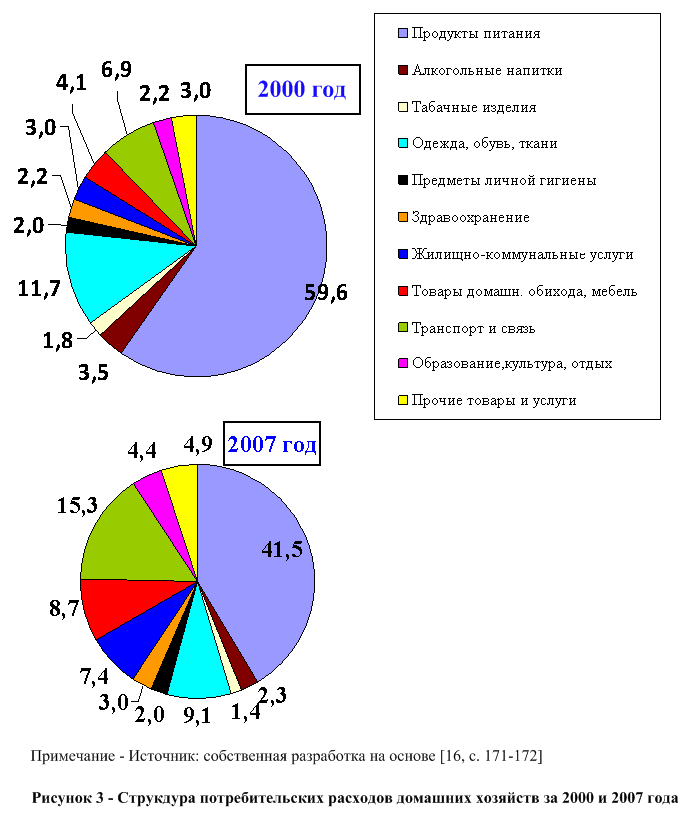 2000 год
59,6
3,5
1,8
11,7
2,0
2,2
3,0
4,1
6,9
2,2
3,0
Продукты питания
Алкогольные напитки
Табачные изделия
Одежда, обувь, ткани
Предметы личной гигиены
Здравоохранение
Жилищно-коммунальные услуги
Товары домашн. обихода, мебель
Транспорт и связь
Образование,культура, отдых
Прочие товары и услуги
2007 год
41,5
2,3
1,4
9,1
2,0
3,0
7,4
8,7
15,3
4,4
4,9
Примечание - Источник: собственная разработка на основе [16, с. 171-172]
Рисунок 3 - Струкдура потребительских расходов домашних хозяйств за 2000 и 2007 года